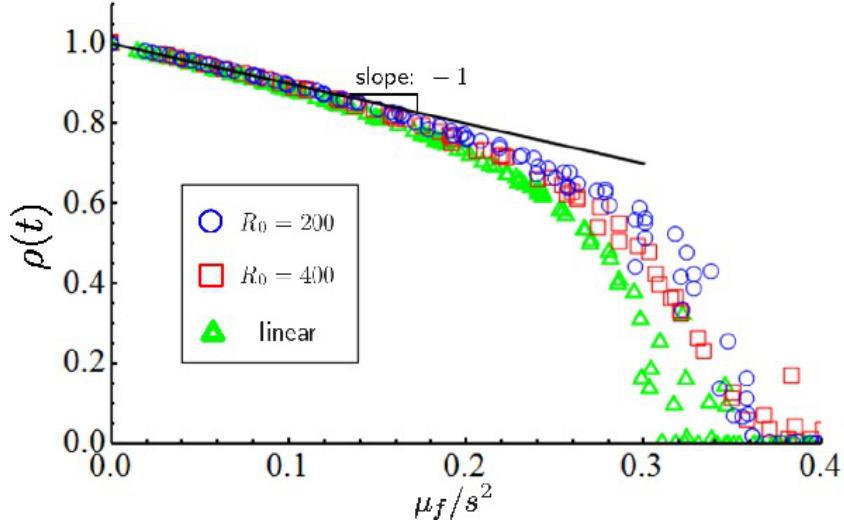 1.0
0.8
0.6
0.4
0.2
0.0
ρ(t)
slope: −1
R₀ = 200
R₀ = 400
linear
0.0 0.1 0.2 0.3 0.4
μ_f/s²